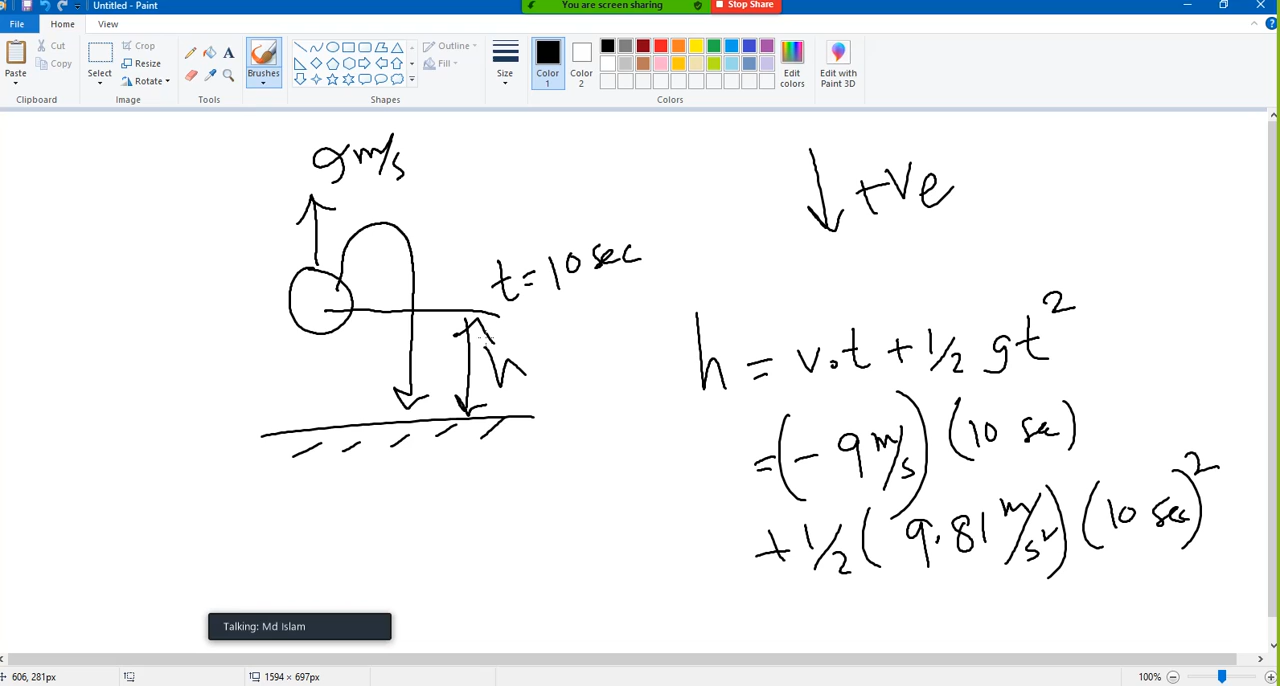 Untitled - Paint
You are screen sharing
Stop Share
File
Home
View
Paste
Cut
Copy
Clipboard
Select
Crop
Resize
Rotate
Image
A
Tools
Brushes
Outline
Fill
Shapes
Size
Color 1
Color 2
Edit colors
Colors
Edit with Paint 3D
9 m/s
t = 10 sec
h
↓ +ve
h = v₀t + 1/2 gt²
= (- 9 m/s) (10 sec)
+ 1/2 (9.81 m/s²) (10 sec)²
Talking: Md Islam
606, 281px
1594 × 697px
100%